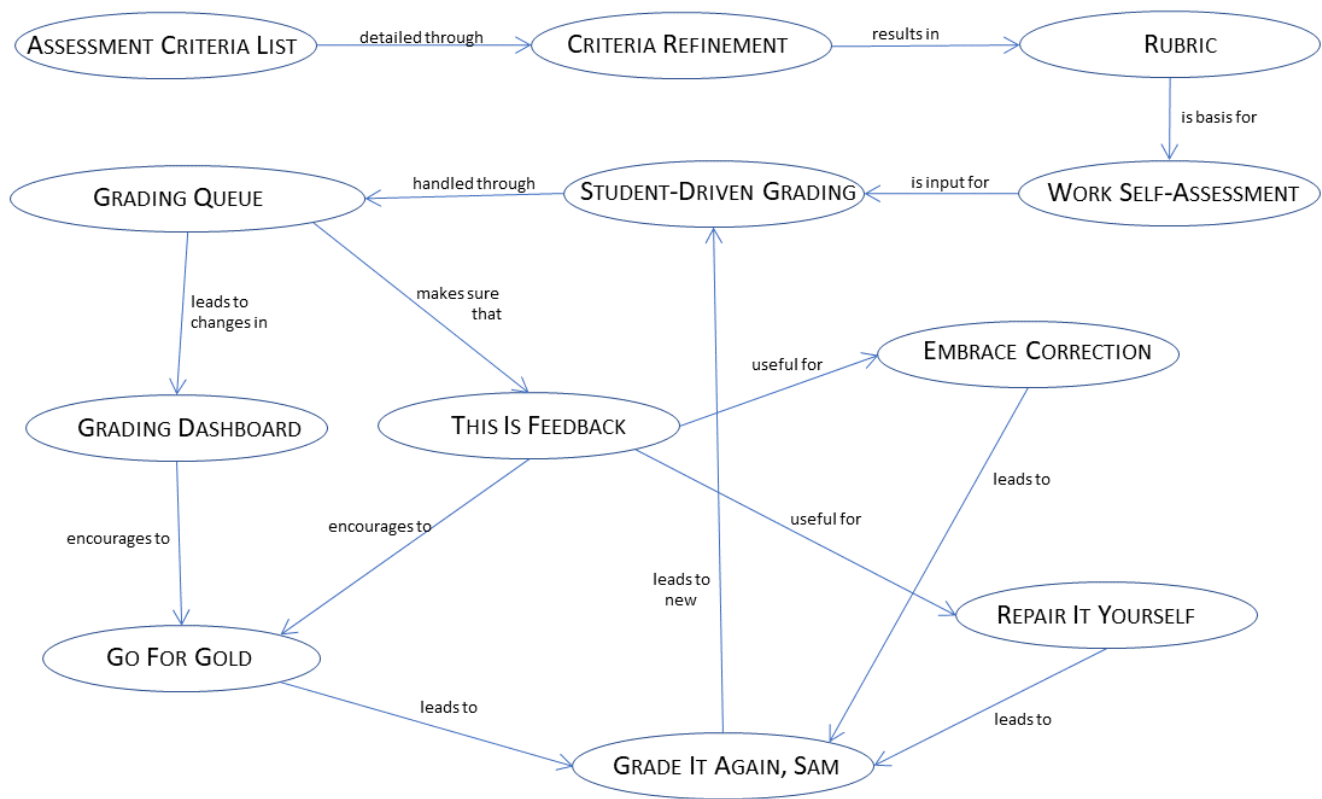 ASSESSMENT CRITERIA LIST
detailed through
CRITERIA REFINEMENT
results in
RUBRIC
is basis for
GRADING QUEUE
handled through
STUDENT-DRIVEN GRADING
is input for
WORK SELF-ASSESSMENT
leads to
changes in
makes sure
that
useful for
EMBRACE CORRECTION
GRADING DASHBOARD
THIS IS FEEDBACK
leads to
encourages to
encourages to
useful for
leads to
new
REPAIR IT YOURSELF
GO FOR GOLD
leads to
leads to
GRADE IT AGAIN, SAM